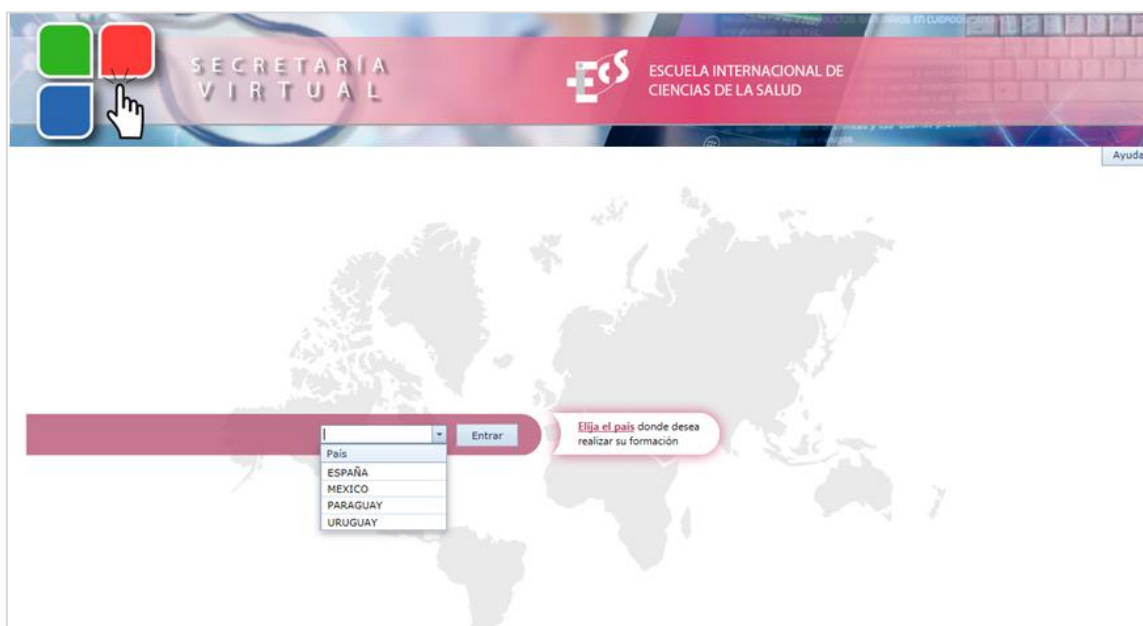 SECRETARÍA
VIRTUAL
EcS
ESCUELA INTERNACIONAL DE
CIENCIAS DE LA SALUD
Ayuda
Entrar
Elija el país donde desea
realizar su formación
País
ESPAÑA
MEXICO
PARAGUAY
URUGUAY